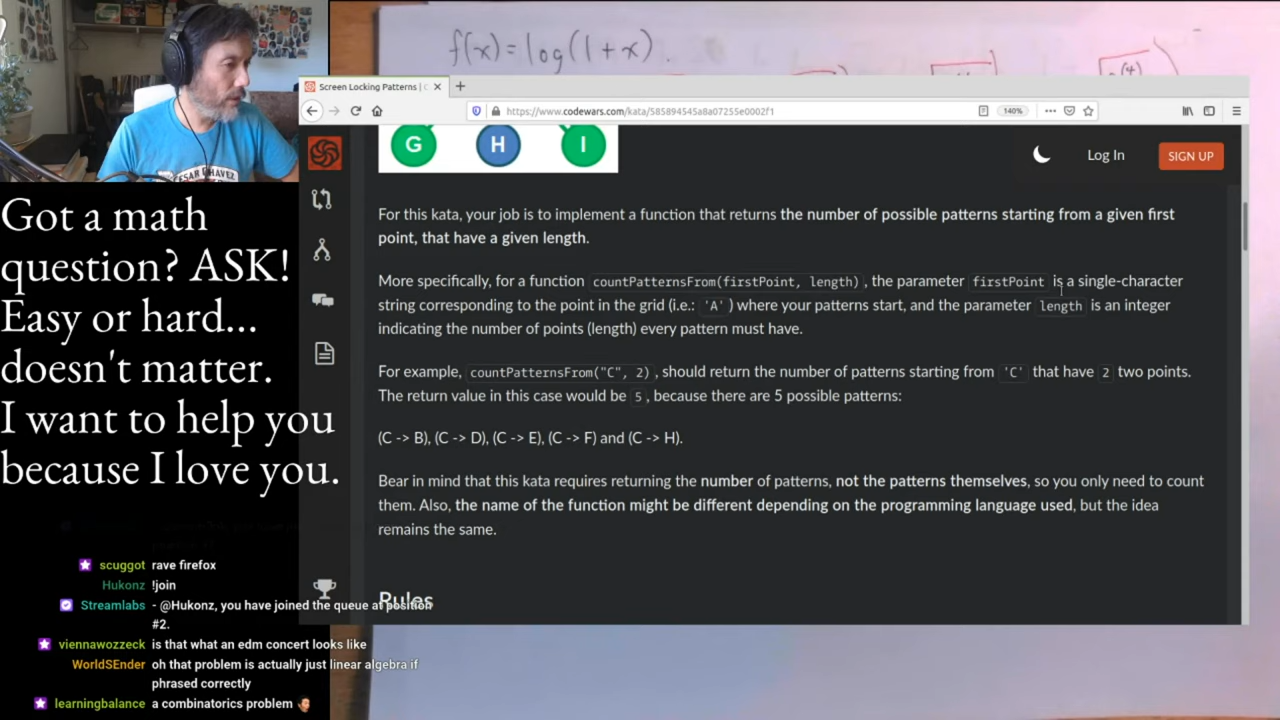 f(x) = log(1+x).
Screen Locking Patterns | C
https://www.codewars.com/kata/585894545a8a07255e0002f1
140%
G H I
Log In
SIGN UP
For this kata, your job is to implement a function that returns the number of possible patterns starting from a given first
point, that have a given length.
More specifically, for a function countPatternsFrom(firstPoint, length), the parameter firstPoint is a single-character
string corresponding to the point in the grid (i.e.: 'A') where your patterns start, and the parameter length is an integer
indicating the number of points (length) every pattern must have.
For example, countPatternsFrom("C", 2), should return the number of patterns starting from 'C' that have 2 two points.
The return value in this case would be 5, because there are 5 possible patterns:
(C -> B), (C -> D), (C -> E), (C -> F) and (C -> H).
Bear in mind that this kata requires returning the number of patterns, not the patterns themselves, so you only need to count
them. Also, the name of the function might be different depending on the programming language used, but the idea
remains the same.
Rules
Got a math
question? ASK!
Easy or hard...
doesn't matter.
I want to help you
because I love you.
scuggot rave firefox
Hukonz !join
Streamlabs - @Hukonz, you have joined the queue at position
#2.
viennawozzeck is that what an edm concert looks like
WorldSEnder oh that problem is actually just linear algebra if
phrased correctly
learningbalance a combinatorics problem